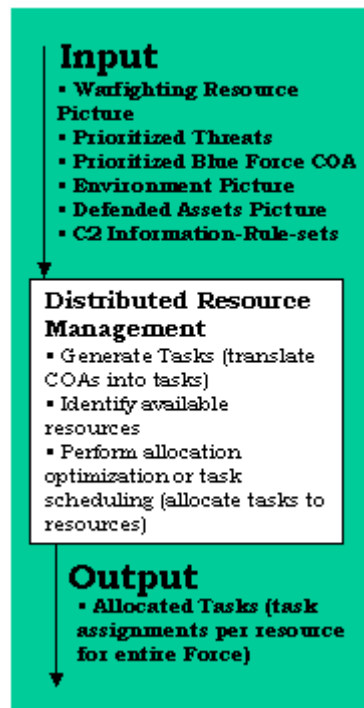 Input
▪ Warfighting Resource
Picture
▪ Prioritized Threats
▪ Prioritized Blue Force COA
▪ Environment Picture
▪ Defended Assets Picture
▪ C2 Information-Rule-sets
Distributed Resource
Management
▪ Generate Tasks (translate
COAs into tasks)
▪ Identify available
resources
▪ Perform allocation
optimization or task
scheduling (allocate tasks to
resources)
Output
▪ Allocated Tasks (task
assignments per resource
for entire Force)